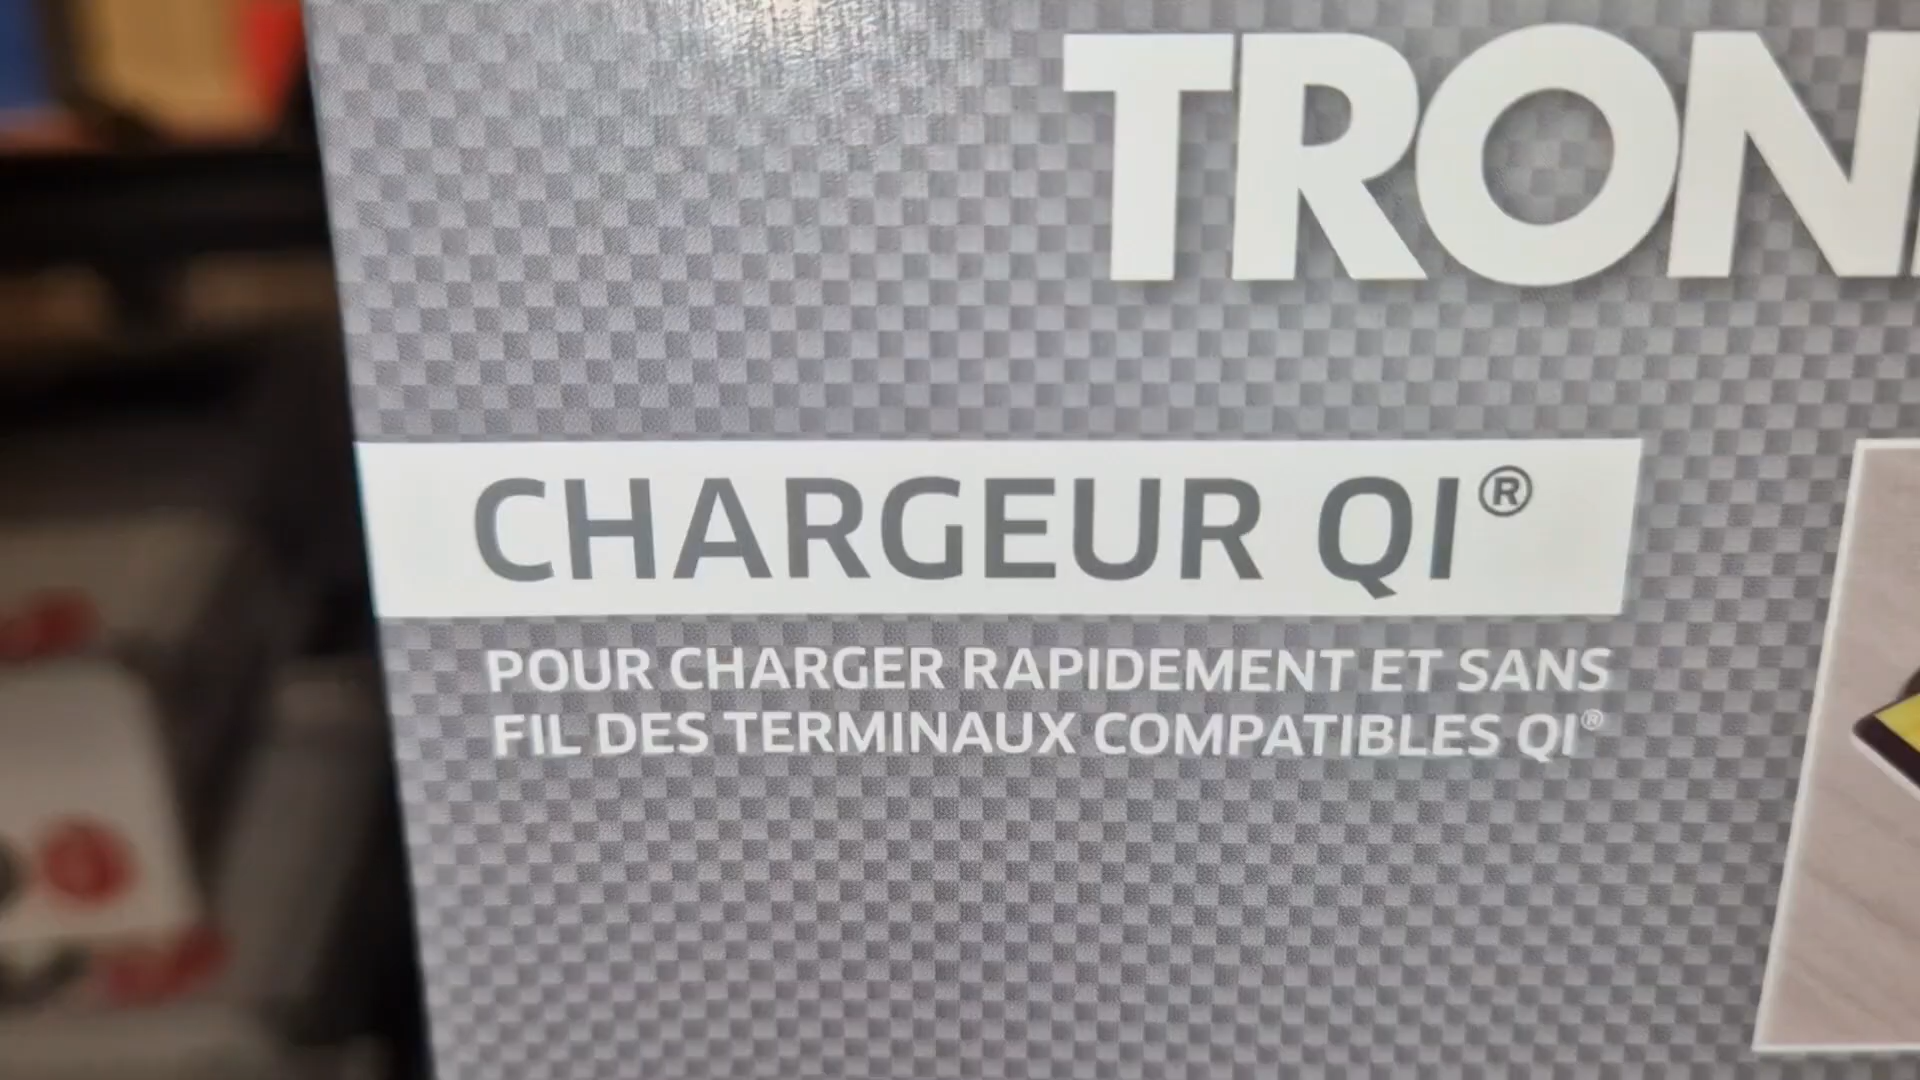 TRON
CHARGEUR QI®
POUR CHARGER RAPIDEMENT ET SANS
FIL DES TERMINAUX COMPATIBLES QI®